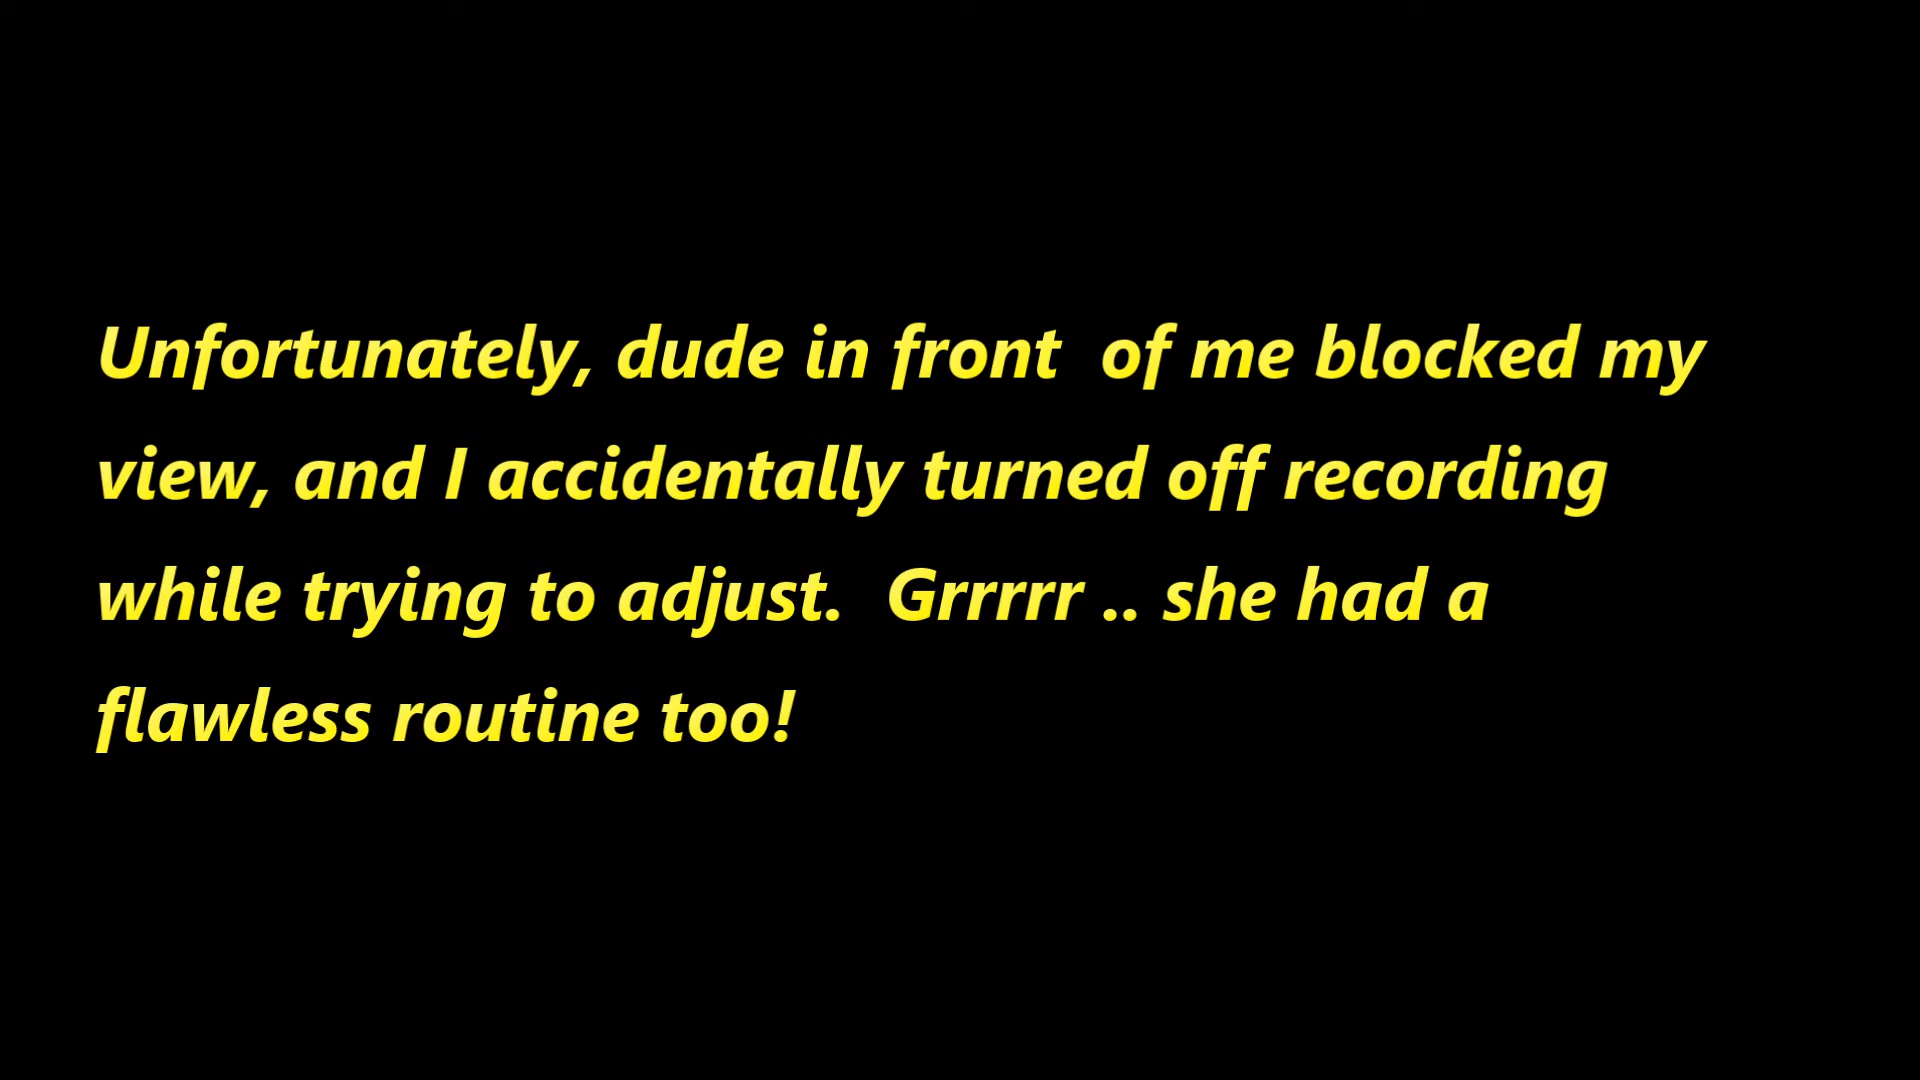 Unfortunately, dude in front  of me blocked my
view, and I accidentally turned off recording
while trying to adjust.  Grrrrr .. she had a
flawless routine too!